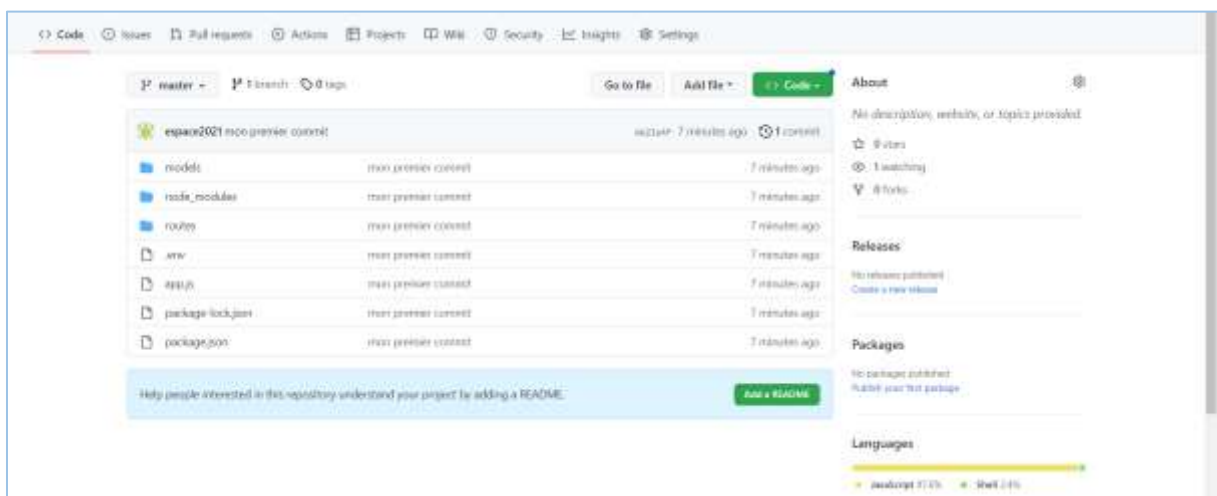 Code Issues Pull requests Actions Projects Wiki Security Insights Settings
master 1 branch 0 tags Go to file Add file Code
espace2021 mon premier commit 7 minutes ago 1 commit
models mon premier commit 7 minutes ago
node_modules mon premier commit 7 minutes ago
routes mon premier commit 7 minutes ago
.env mon premier commit 7 minutes ago
app.js mon premier commit 7 minutes ago
package-lock.json mon premier commit 7 minutes ago
package.json mon premier commit 7 minutes ago
Help people interested in this repository understand your project by adding a README. Add a README
About
No description, website, or topics provided.
0 stars
1 watching
0 forks
Releases
No releases published
Create a new release
Packages
No packages published
Publish your first package
Languages
JavaScript Shell